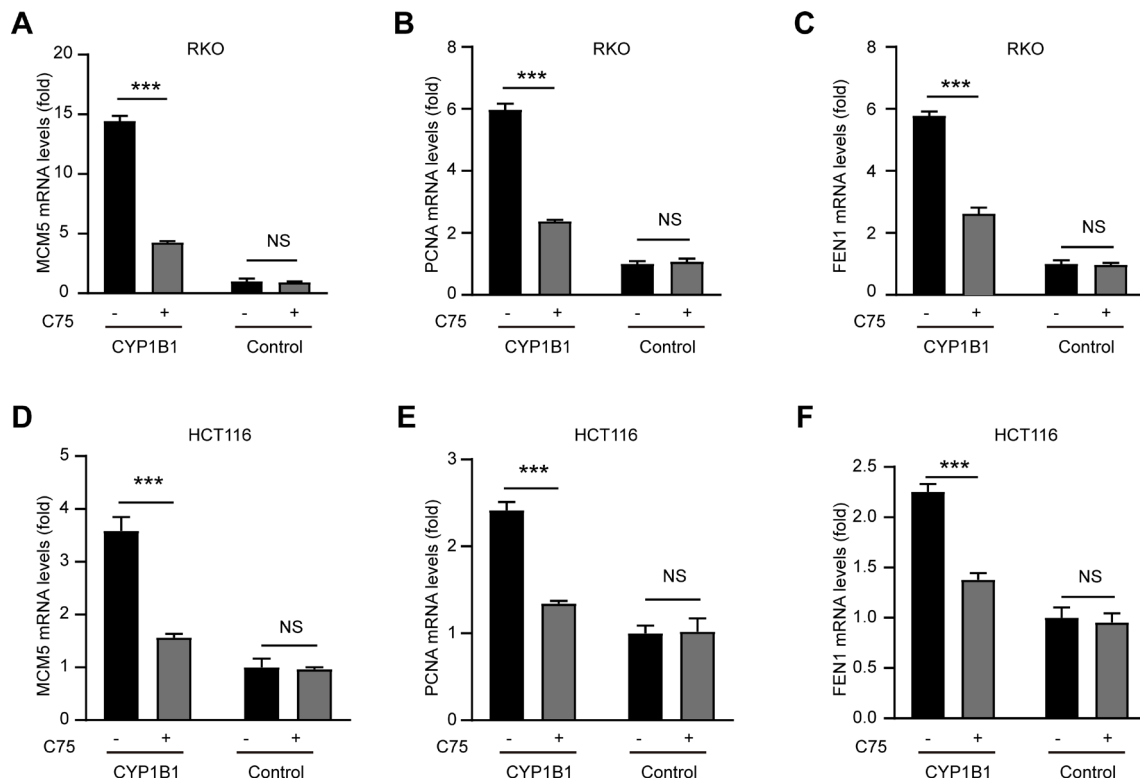 A
RKO
MCM5 mRNA levels (fold)
20
15
10
5
0
***
NS
C75
- + - +
CYP1B1 Control
B
RKO
PCNA mRNA levels (fold)
8
6
4
2
0
***
NS
C75
- + - +
CYP1B1 Control
C
RKO
FEN1 mRNA levels (fold)
8
6
4
2
0
***
NS
C75
- + - +
CYP1B1 Control
D
HCT116
MCM5 mRNA levels (fold)
5
4
3
2
1
0
***
NS
C75
- + - +
CYP1B1 Control
E
HCT116
PCNA mRNA levels (fold)
3
2
1
0
***
NS
C75
- + - +
CYP1B1 Control
F
HCT116
FEN1 mRNA levels (fold)
2.5
2.0
1.5
1.0
0.5
0.0
***
NS
C75
- + - +
CYP1B1 Control